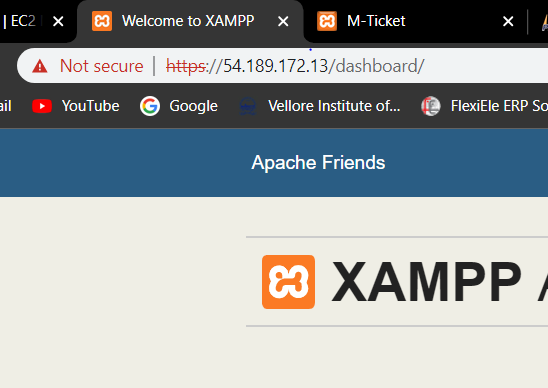 | EC2 Welcome to XAMPP M-Ticket
Not secure | https://54.189.172.13/dashboard/
ail YouTube Google Vellore Institute of... FlexiEle ERP So
Apache Friends
XAMPP A